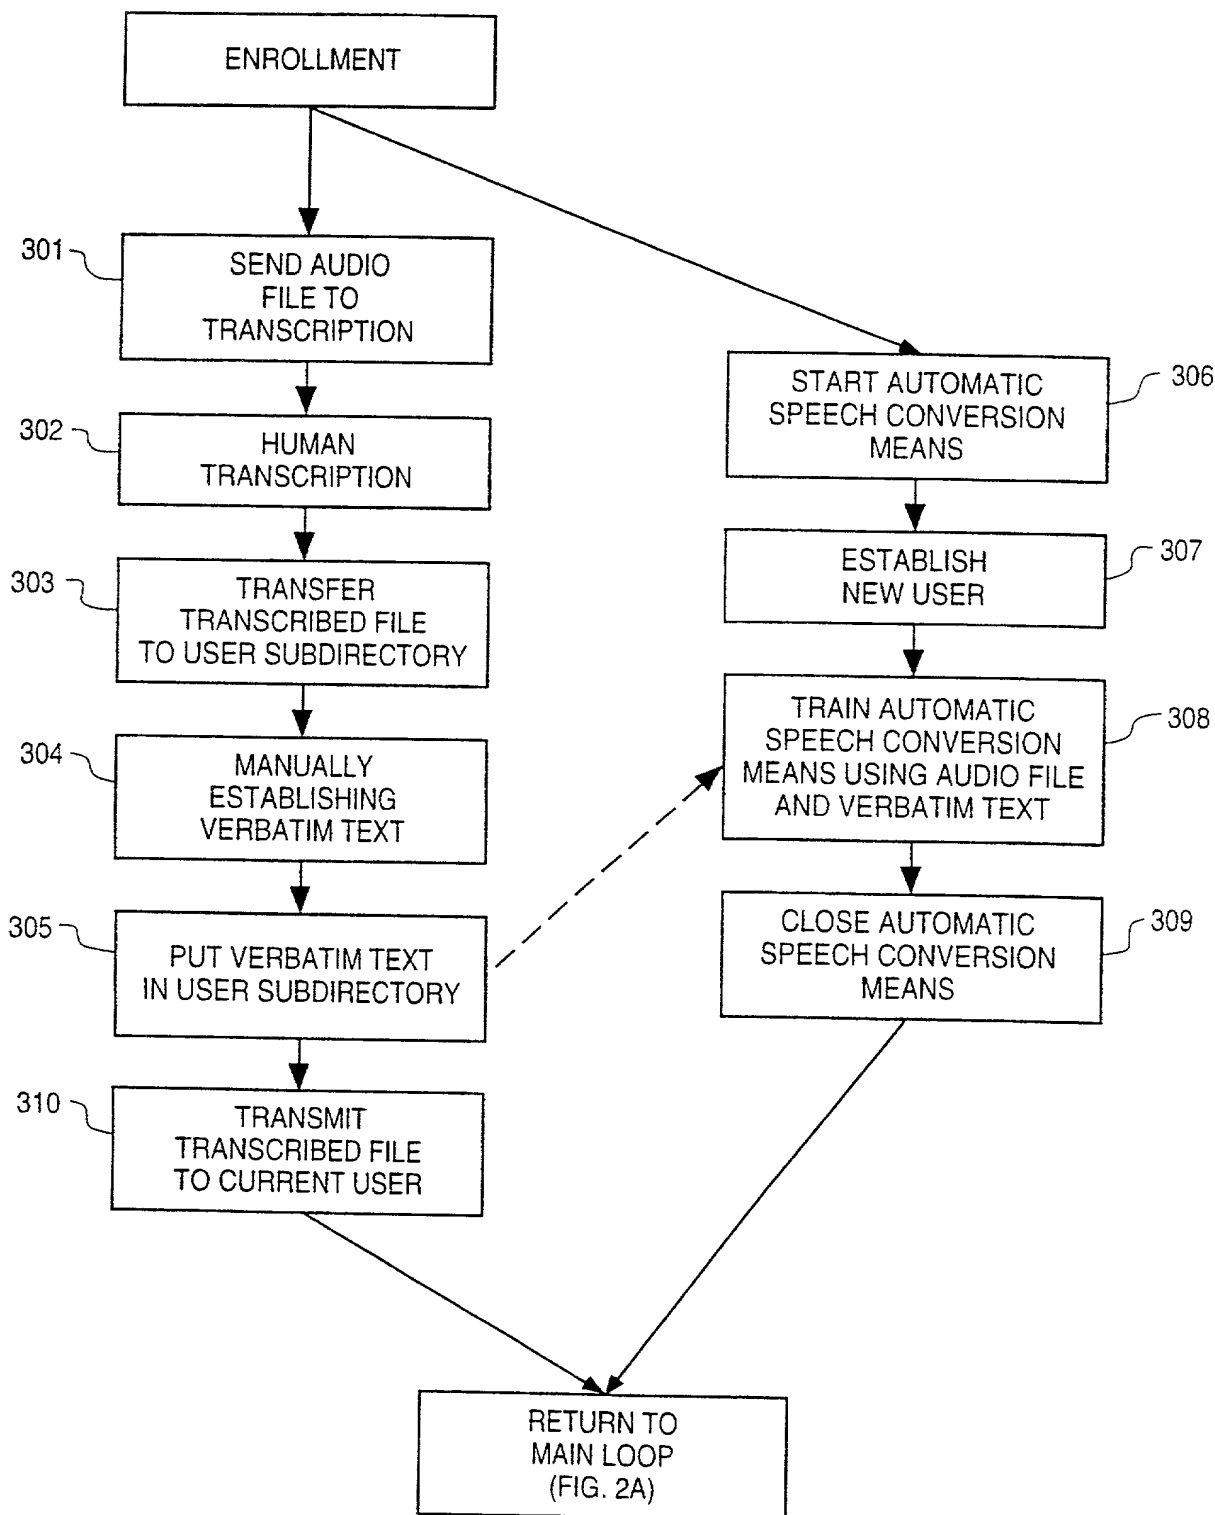 ENROLLMENT
301
SEND AUDIO
FILE TO
TRANSCRIPTION
302
HUMAN
TRANSCRIPTION
303
TRANSFER
TRANSCRIBED FILE
TO USER SUBDIRECTORY
304
MANUALLY
ESTABLISHING
VERBATIM TEXT
305
PUT VERBATIM TEXT
IN USER SUBDIRECTORY
310
TRANSMIT
TRANSCRIBED FILE
TO CURRENT USER
306
START AUTOMATIC
SPEECH CONVERSION
MEANS
307
ESTABLISH
NEW USER
308
TRAIN AUTOMATIC
SPEECH CONVERSION
MEANS USING AUDIO FILE
AND VERBATIM TEXT
309
CLOSE AUTOMATIC
SPEECH CONVERSION
MEANS
RETURN TO
MAIN LOOP
(FIG. 2A)